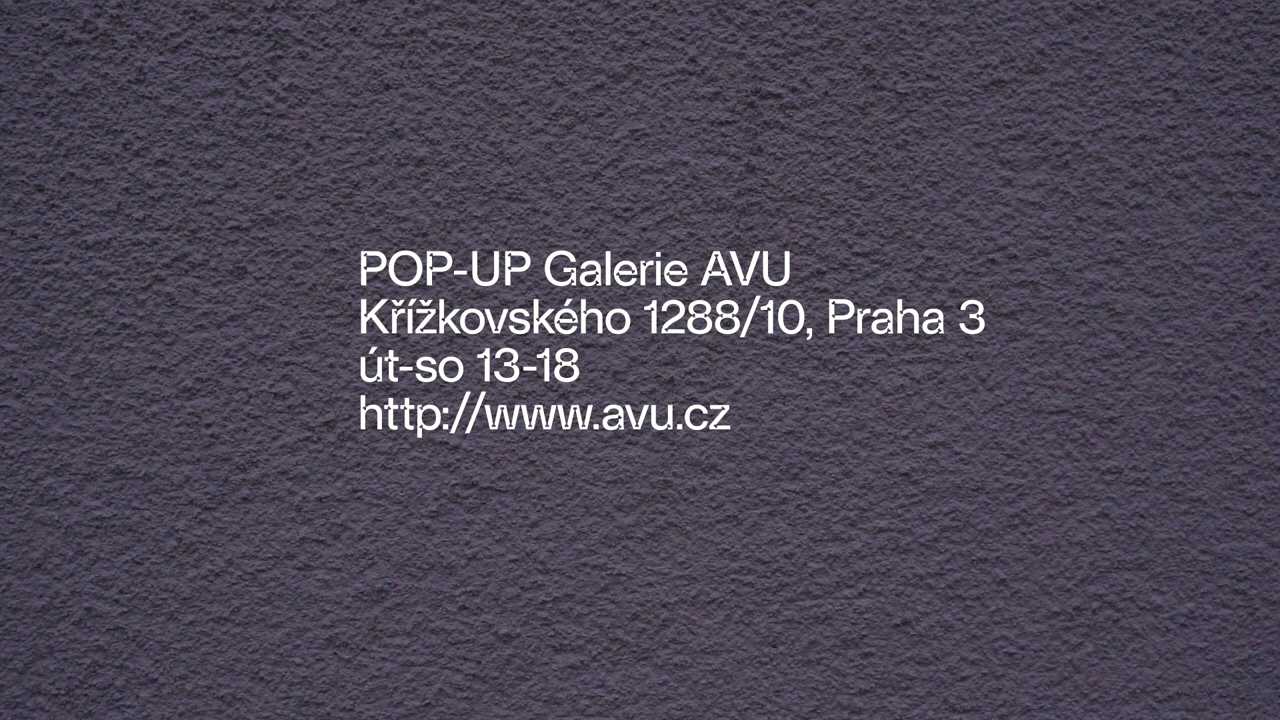 POP-UP Galerie AVU
Křížkovského 1288/10, Praha 3
út-so 13-18
http://www.avu.cz